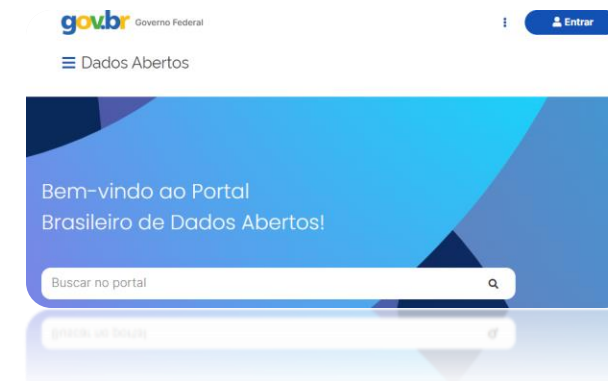 gov.br Governo Federal
Entrar
Dados Abertos
Bem-vindo ao Portal
Brasileiro de Dados Abertos!
Buscar no portal